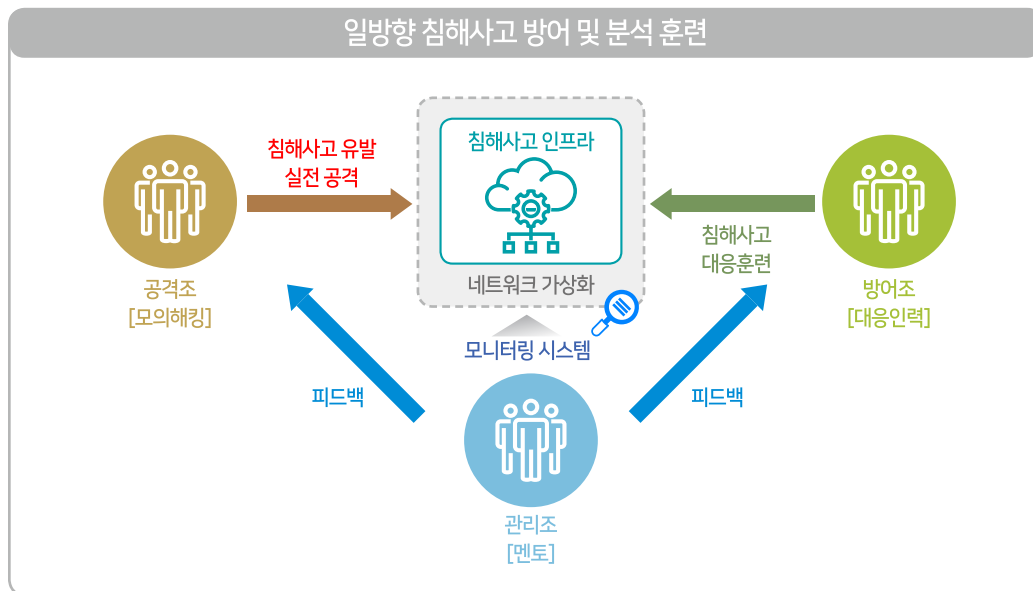 일방향 침해사고 방어 및 분석 훈련
침해사고 유발
실전 공격
침해사고 인프라
네트워크 가상화
침해사고
대응훈련
공격조
[모의해킹]
방어조
[대응인력]
모니터링 시스템
피드백
피드백
관리조
[멘토]